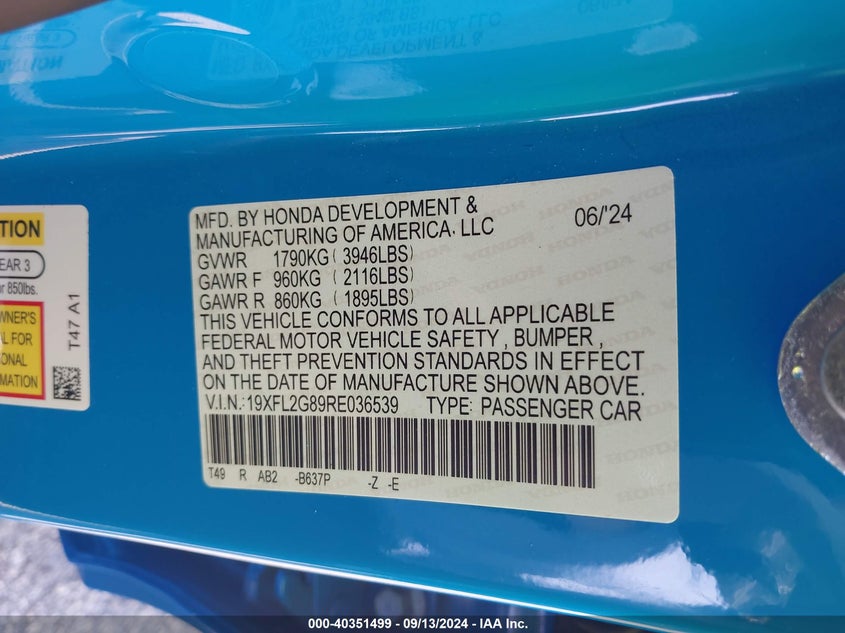 MFD. BY HONDA DEVELOPMENT &
MANUFACTURING OF AMERICA, LLC
06/'24
GVWR 1790KG ( 3946LBS)
GAWR F 960KG ( 2116LBS)
GAWR R 860KG ( 1895LBS)
THIS VEHICLE CONFORMS TO ALL APPLICABLE
FEDERAL MOTOR VEHICLE SAFETY , BUMPER ,
AND THEFT PREVENTION STANDARDS IN EFFECT
ON THE DATE OF MANUFACTURE SHOWN ABOVE.
V.I.N.: 19XFL2G89RE036539 TYPE: PASSENGER CAR
T49 R AB2 -B637P -Z -E
EAR 3
850lbs.
T47 A1
000-40351499 - 09/13/2024 - IAA Inc.